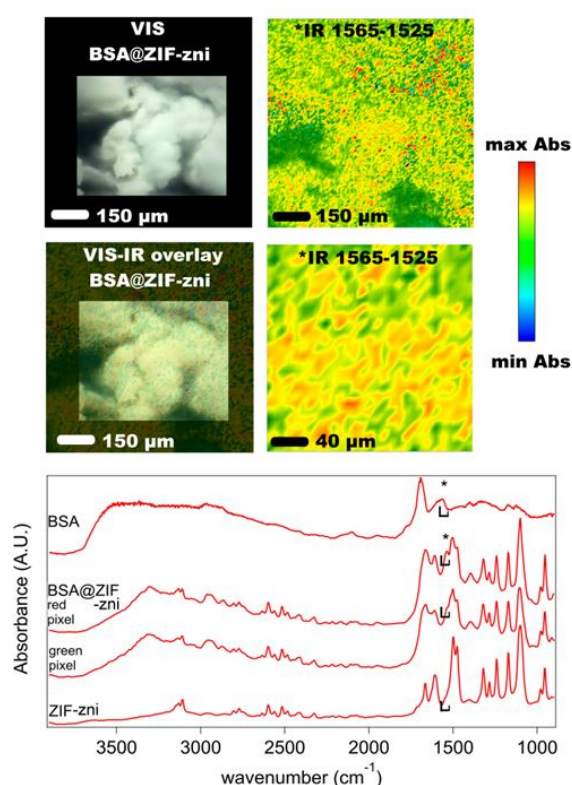 VIS
BSA@ZIF-zni
150 µm
*IR 1565-1525
150 µm
max Abs
min Abs
VIS-IR overlay
BSA@ZIF-zni
150 µm
*IR 1565-1525
40 µm
Absorbance (A.U.)
*
BSA
*
BSA@ZIF
-zni
red
pixel
green
pixel
ZIF-zni
3500
3000
2500
2000
1500
1000
wavenumber (cm⁻¹)